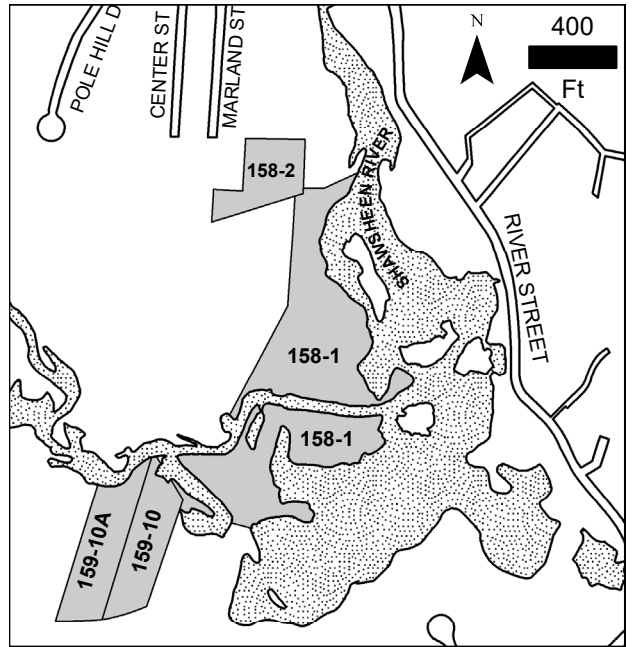 POLE HILL D
CENTER ST
MARLAND ST
N
400
Ft
158-2
SHAWSHEEN RIVER
RIVER STREET
158-1
158-1
159-10A
159-10